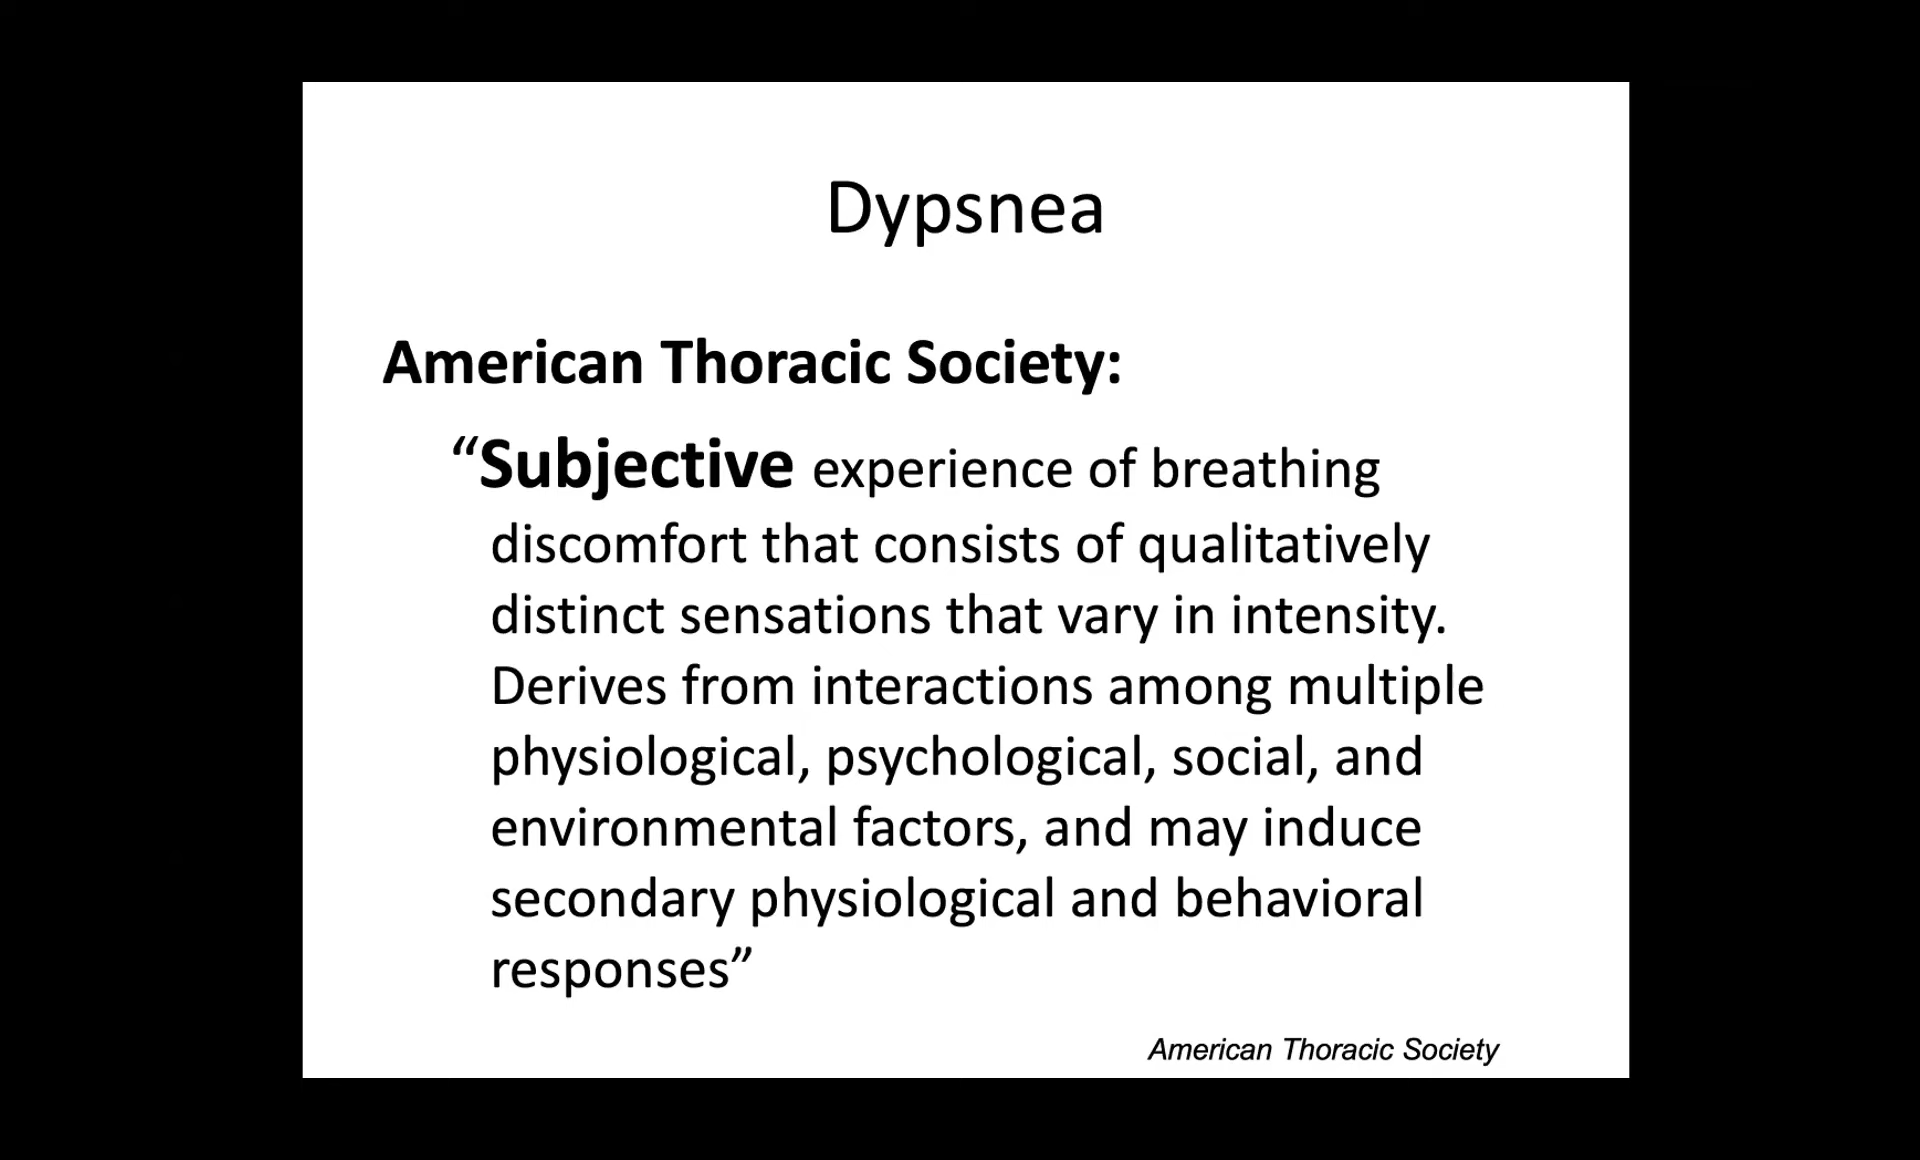 Dypsnea
American Thoracic Society:
“Subjective experience of breathing
discomfort that consists of qualitatively
distinct sensations that vary in intensity.
Derives from interactions among multiple
physiological, psychological, social, and
environmental factors, and may induce
secondary physiological and behavioral
responses”
American Thoracic Society